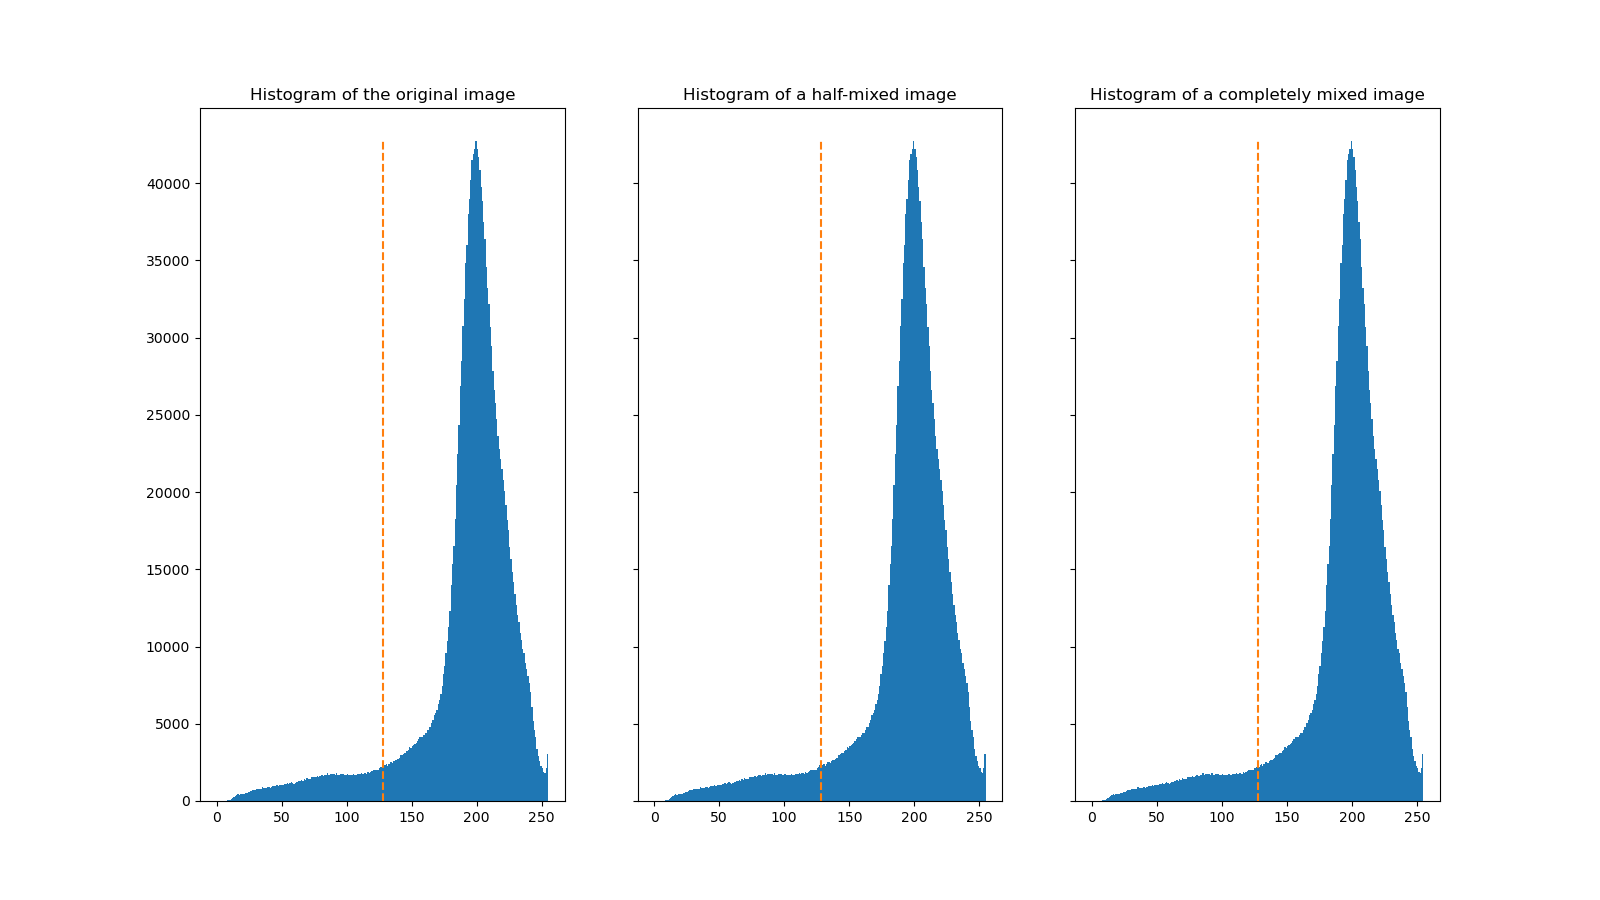 Histogram of the original image
Histogram of a half-mixed image
Histogram of a completely mixed image
40000
35000
30000
25000
20000
15000
10000
5000
0
0 50 100 150 200 250
0 50 100 150 200 250
0 50 100 150 200 250